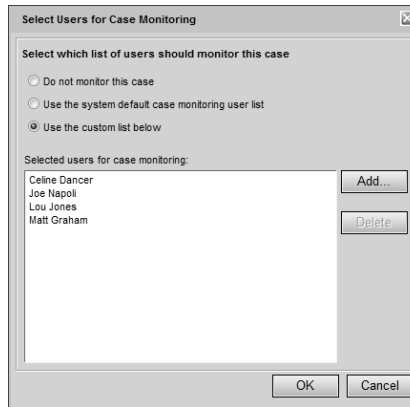 Select Users for Case Monitoring
Select which list of users should monitor this case
Do not monitor this case
Use the system default case monitoring user list
Use the custom list below
Selected users for case monitoring:
Celine Dancer
Joe Napoli
Lou Jones
Matt Graham
Add...
Delete
OK
Cancel